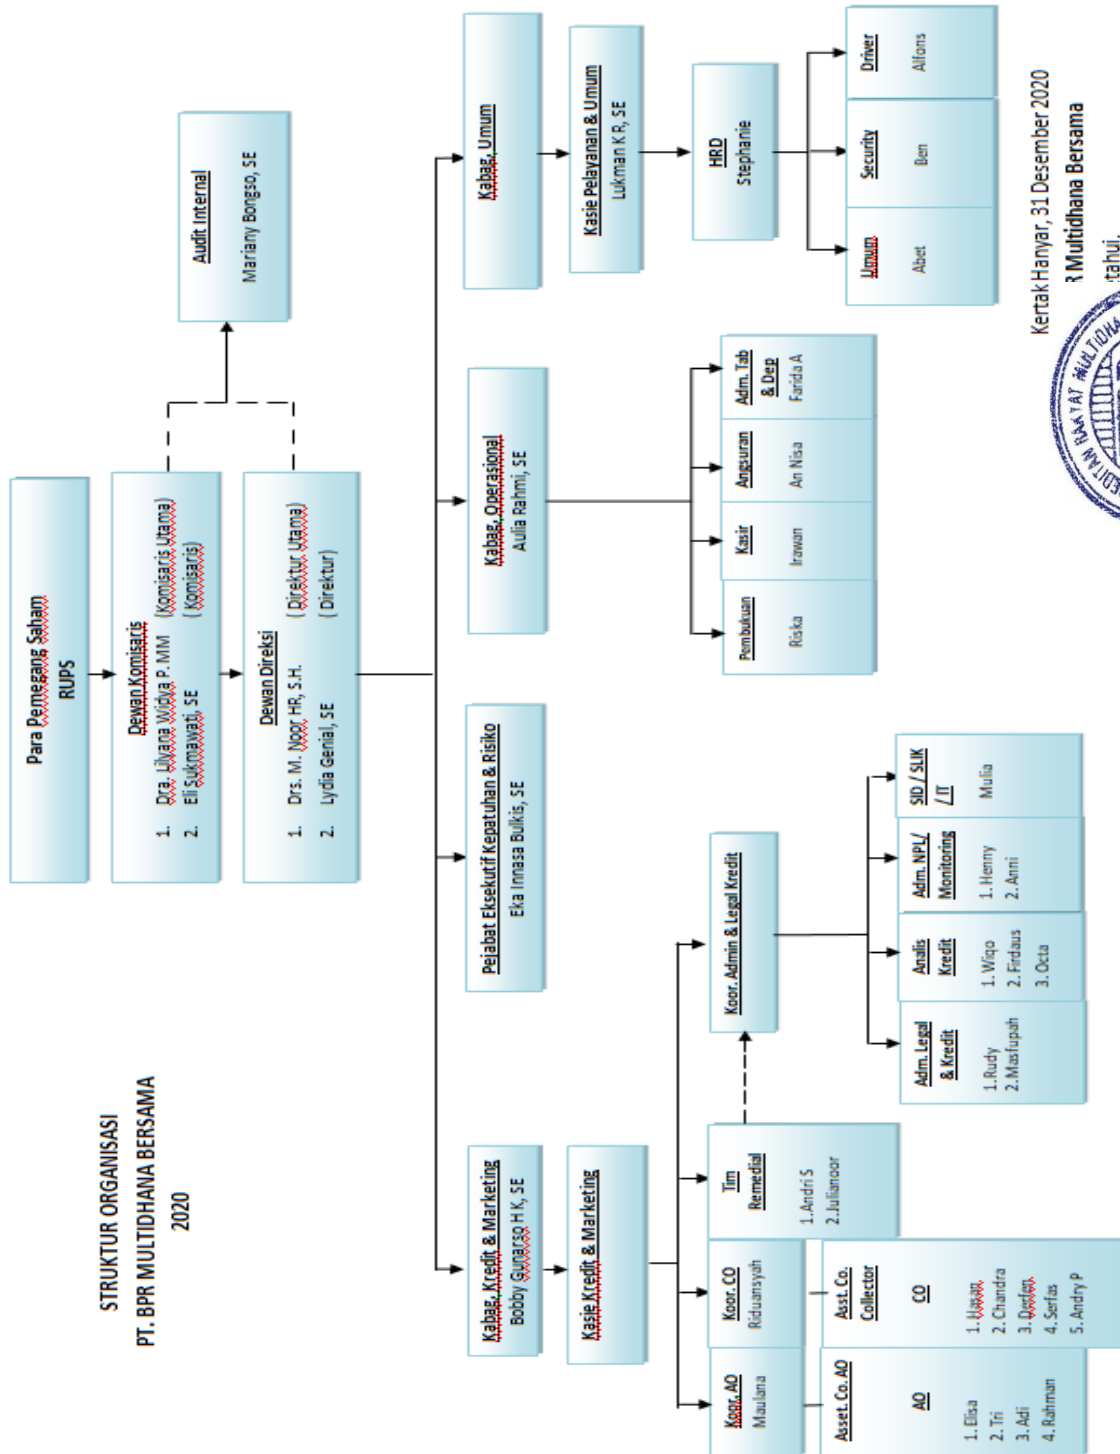 STRUKTUR ORGANISASI
PT. BPR MULTIDHANA BERSAMA
2020
Para Pemegang Saham
RUPS
Dewan Komisaris
1. Dra. Lilyana Widya P. MM (Komisaris Utama)
2. Eli Sukmawati, SE ( Komisaris)
Dewan Direksi
1. Drs. M. Noor HR, S.H. ( Direktur Utama)
2. Lydia Genial, SE ( Direktur)
Audit Internal
Mariany Bongso, SE
Kabag, Kredit & Marketing
Bobby Gunarso H K, SE
Pejabat Eksekutif Kepatuhan & Risiko
Eka Innasa Bulkis, SE
Kabag, Operasional
Aulia Rahmi, SE
Kabag, Umum
Kasie Kredit & Marketing
Kasie Pelayanan & Umum
Lukman K R, SE
HRD
Stephanie
Koor. AO
Maulana
Koor. CO
Riduansyah
Tim
Remedial
1. Andri S
2. Julianoor
Koor. Admin & Legal Kredit
Pembukuan
Riska
Kasir
Irawan
Angsuran
An Nisa
Adm. Tab
& Dep
Farida A
Umum
Abet
Security
Ben
Driver
Alfons
Asset. Co. AO
AO
1. Elisa
2. Tri
3. Adi
4. Rahman
Asst. Co.
Collector
CO
1. Hasan
2. Chandra
3. Derfen
4. Serfas
5. Andry P
Adm. Legal
& Kredit
1. Rudy
2. Masfupah
Analis
Kredit
1. Wiqo
2. Firdaus
3. Octa
Adm. NPL/
Monitoring
1. Henny
2. Anni
SID / SLIK
/ IT
Mulia
Kertak Hanyar, 31 Desember 2020
R Multidhana Bersama
tahui,
RAKYAT